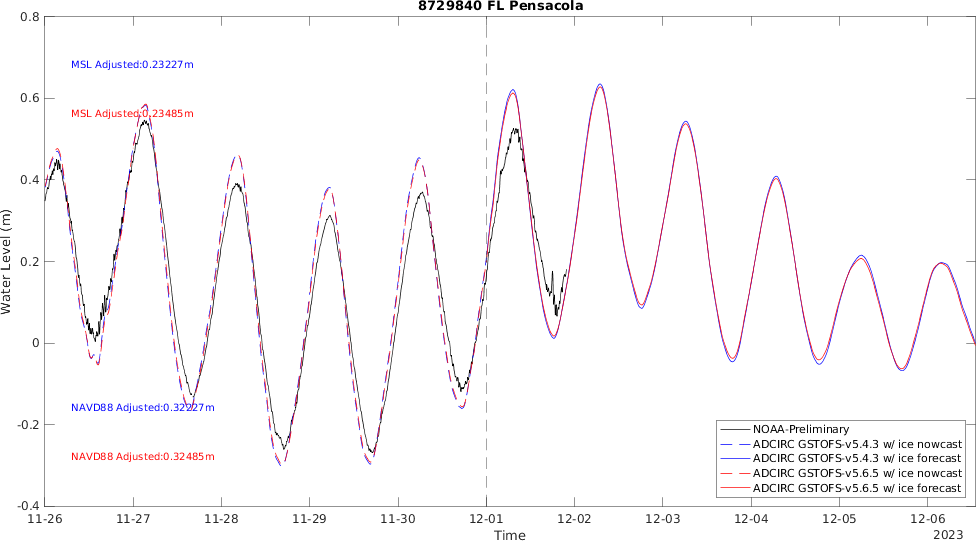 8729840 FL Pensacola
0.8
0.6
0.4
0.2
0
-0.2
-0.4
Water Level (m)
MSL Adjusted:0.23227m
MSL Adjusted:0.23485m
NAVD88 Adjusted:0.32227m
NAVD88 Adjusted:0.32485m
NOAA-Preliminary
ADCIRC GSTOFS-v5.4.3 w/ ice nowcast
ADCIRC GSTOFS-v5.4.3 w/ ice forecast
ADCIRC GSTOFS-v5.6.5 w/ ice nowcast
ADCIRC GSTOFS-v5.6.5 w/ ice forecast
11-26 11-27 11-28 11-29 11-30 12-01 12-02 12-03 12-04 12-05 12-06
Time
2023